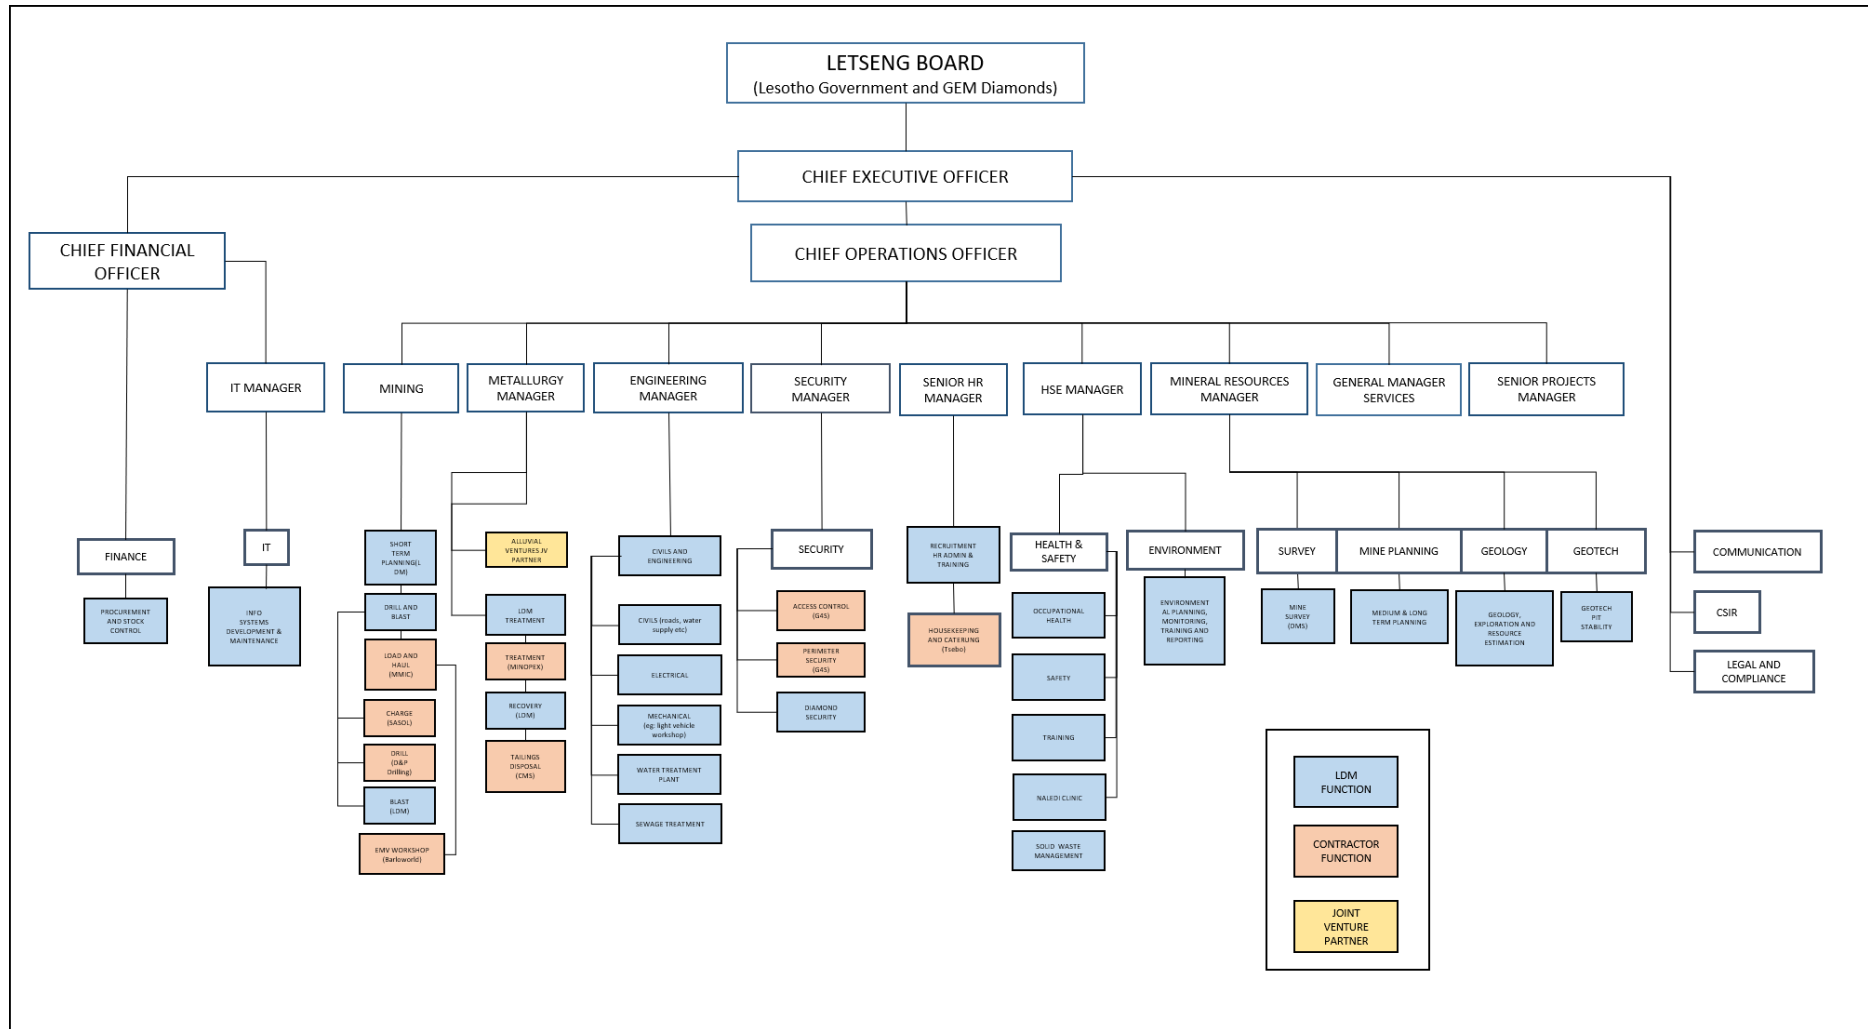 LETSENG BOARD
(Lesotho Government and GEM Diamonds)
CHIEF EXECUTIVE OFFICER
CHIEF FINANCIAL
OFFICER
CHIEF OPERATIONS OFFICER
IT MANAGER
MINING
METALLURGY
MANAGER
ENGINEERING
MANAGER
SECURITY
MANAGER
SENIOR HR
MANAGER
HSE MANAGER
MINERAL RESOURCES
MANAGER
GENERAL MANAGER
SERVICES
SENIOR PROJECTS
MANAGER
FINANCE
PROCUREMENT
AND STOCK
CONTROL
IT
INFO
SYSTEMS
DEVELOPMENT &
MAINTENANCE
SHORT
TERM
PLANNING(L
DM)
DRILL AND
BLAST
LOAD AND
HAUL
(MMIC)
CHARGE
(SASOL)
DRILL
(D&P
Drilling)
BLAST
(LDM)
EMV WORKSHOP
(Barloworld)
ALLUVIAL
VENTURES JV
PARTNER
LDM
TREATMENT
TREATMENT
(MINOPEX)
RECOVERY
(LDM)
TAILINGS
DISPOSAL
(CMS)
CIVILS AND
ENGINEERING
CIVILS (roads, water
supply etc)
ELECTRICAL
MECHANICAL
(eg: light vehicle
workshop)
WATER TREATMENT
PLANT
SEWAGE TREATMENT
SECURITY
ACCESS CONTROL
(G4S)
PERIMETER
SECURITY
(G4S)
DIAMOND
SECURITY
RECRUITMENT
HR ADMIN &
TRAINING
HOUSEKEEPING
AND CATERUNG
(Tsebo)
HEALTH &
SAFETY
OCCUPATIONAL
HEALTH
SAFETY
TRAINING
NALEDI CLINIC
SOLID WASTE
MANAGEMENT
ENVIRONMENT
ENVIRONMENT
AL PLANNING,
MONITORING,
TRAINING AND
REPORTING
SURVEY
MINE
SURVEY
(DMS)
MINE PLANNING
MEDIUM & LONG
TERM PLANNING
GEOLOGY
GEOLOGY,
EXPLORATION AND
RESOURCE
ESTIMATION
GEOTECH
GEOTECH
PIT
STABILITY
COMMUNICATION
CSIR
LEGAL AND
COMPLIANCE
LDM
FUNCTION
CONTRACTOR
FUNCTION
JOINT
VENTURE
PARTNER